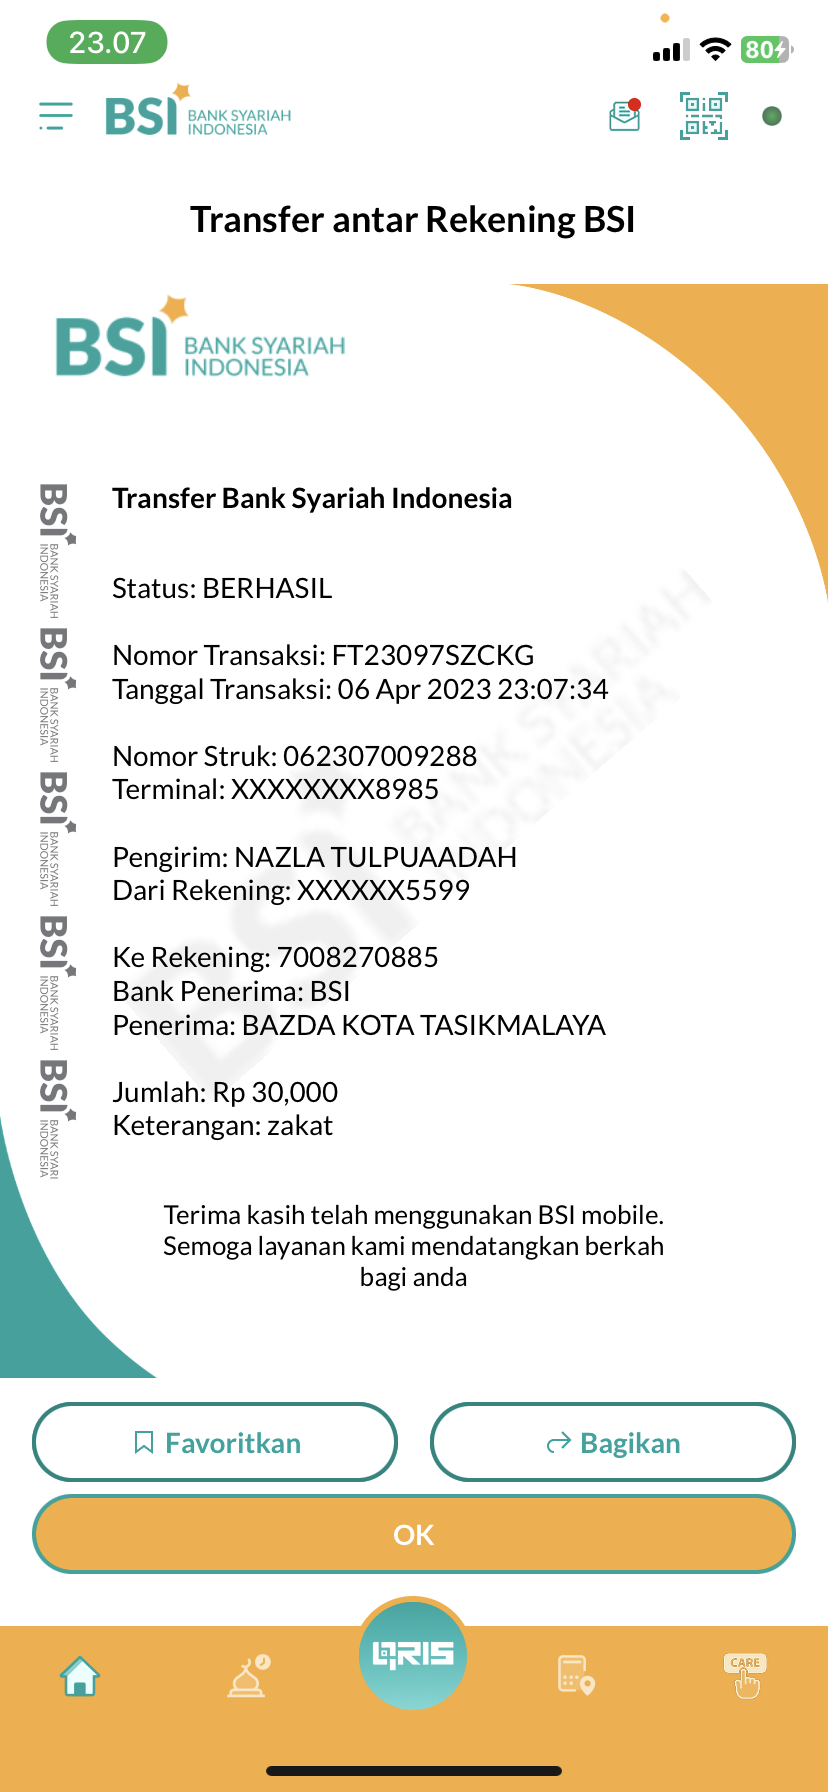 23.07
80
BSI BANK SYARIAH
INDONESIA
Transfer antar Rekening BSI
BSI BANK SYARIAH
INDONESIA
Transfer Bank Syariah Indonesia
Status: BERHASIL
Nomor Transaksi: FT23097SZCKG
Tanggal Transaksi: 06 Apr 2023 23:07:34
Nomor Struk: 062307009288
Terminal: XXXXXXXX8985
Pengirim: NAZLA TULPUAADAH
Dari Rekening: XXXXXX5599
Ke Rekening: 7008270885
Bank Penerima: BSI
Penerima: BAZDA KOTA TASIKMALAYA
Jumlah: Rp 30,000
Keterangan: zakat
BSI BANK SYARIAH
INDONESIA
BSI BANK SYARIAH
INDONESIA
BSI BANK SYARIAH
INDONESIA
BSI BANK SYARIAH
INDONESIA
BSI BANK SYARI
INDONESIA
BSI BANK SYARIAH
INDONESIA
Terima kasih telah menggunakan BSI mobile.
Semoga layanan kami mendatangkan berkah
bagi anda
Favoritkan
Bagikan
OK
QRIS
CARE